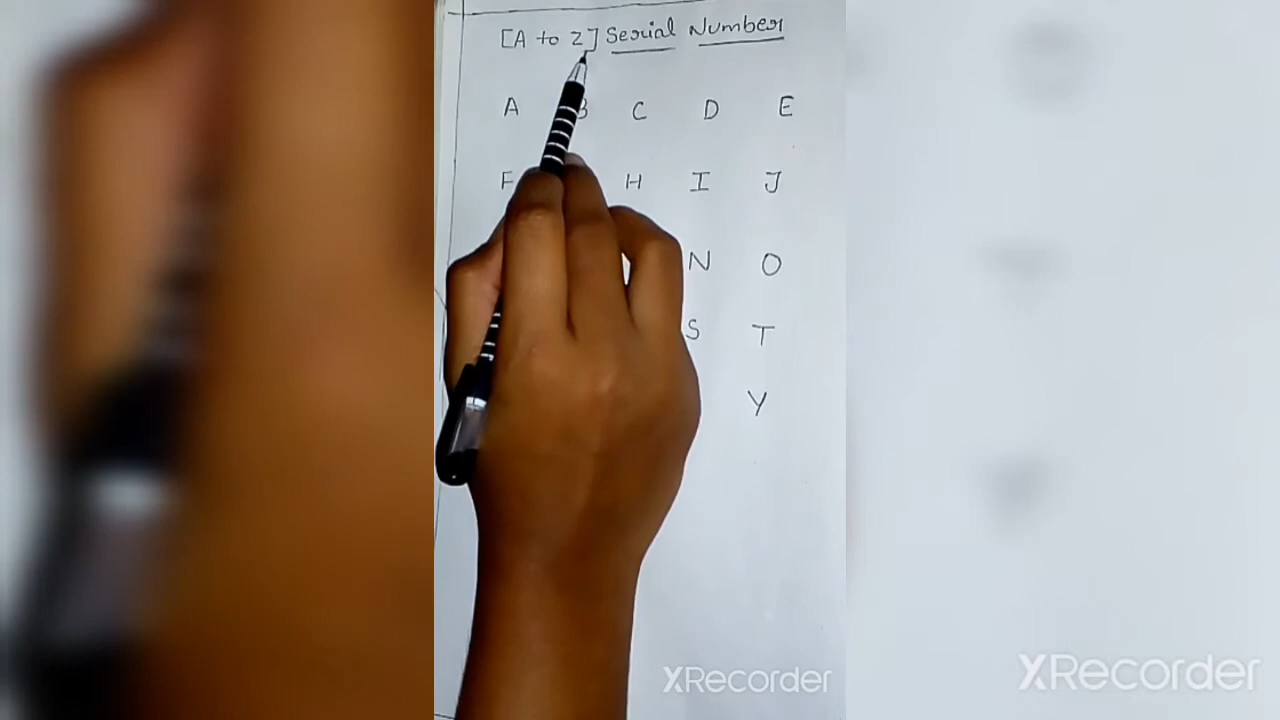 [A to Z] Serial Number
A B C D E
F H I J
N O
S T
Y
XRecorder XRecorder